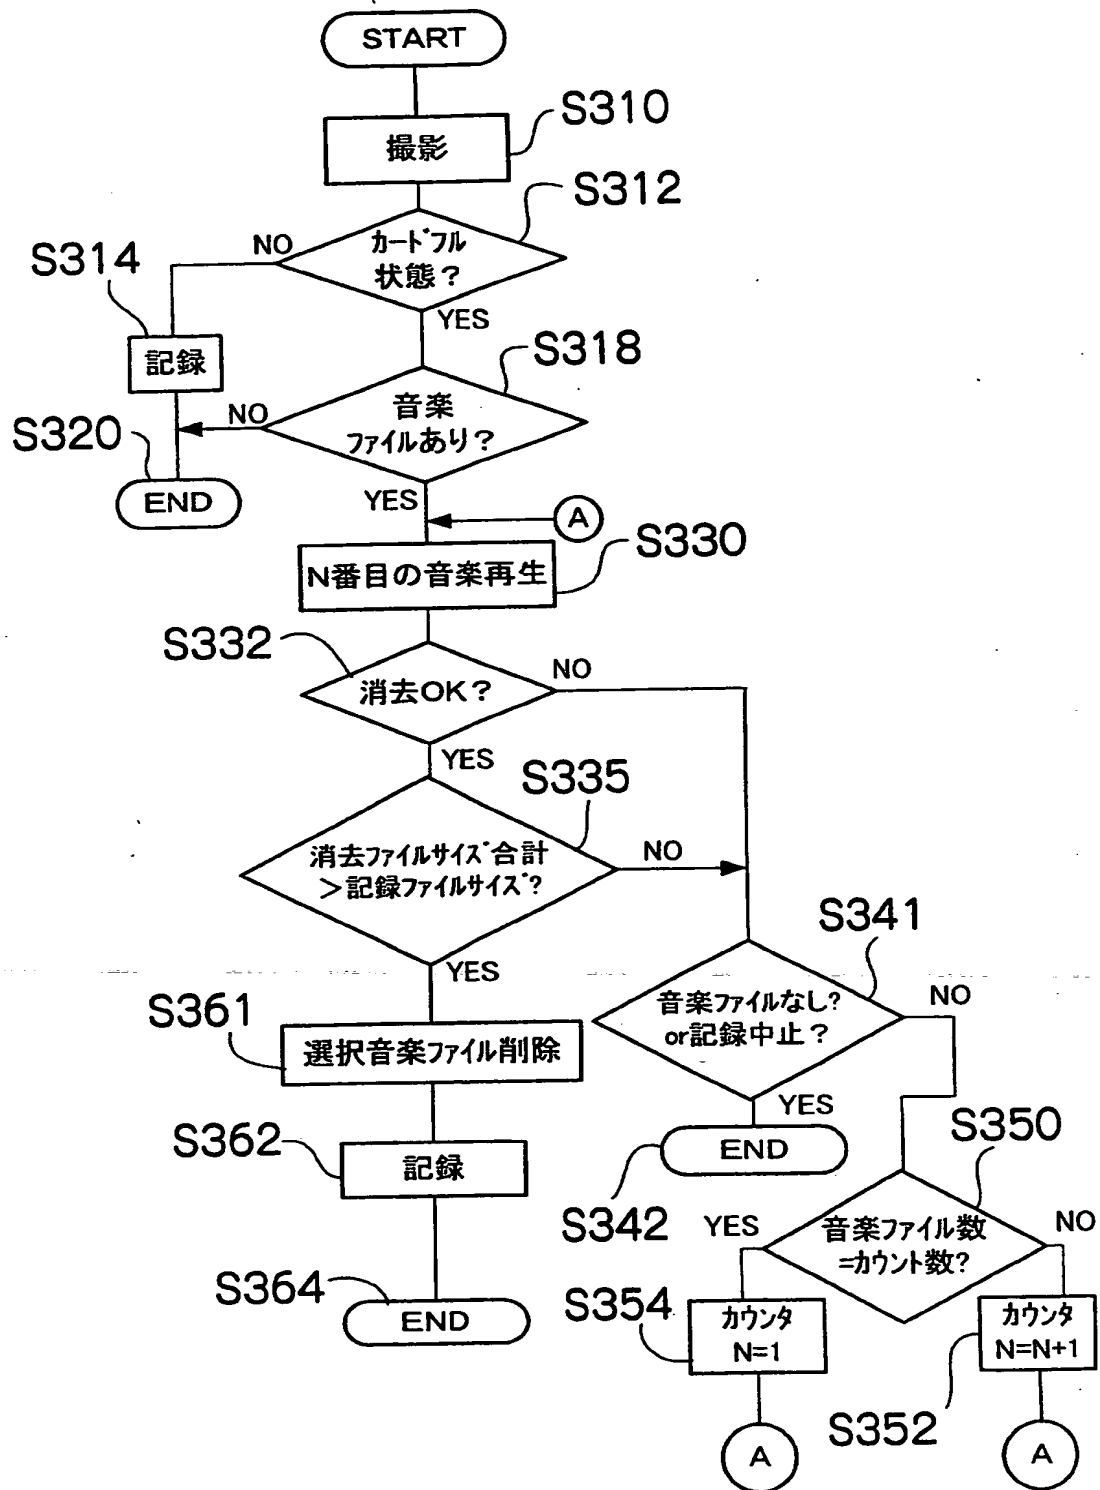 START
S310
撮影
S312
カードフル
状態?
NO
YES
S314
記録
S318
音楽
ファイルあり?
NO
YES
S320
END
A
S330
N番目の音楽再生
S332
消去OK?
NO
YES
S335
消去ファイルサイズ合計
>記録ファイルサイズ?
NO
YES
S341
音楽ファイルなし?
or記録中止?
NO
YES
S361
選択音楽ファイル削除
S342
END
S362
記録
S350
音楽ファイル数
=カウント数?
YES
NO
S364
END
S354
カウンタ
N=1
S352
カウンタ
N=N+1
A
A